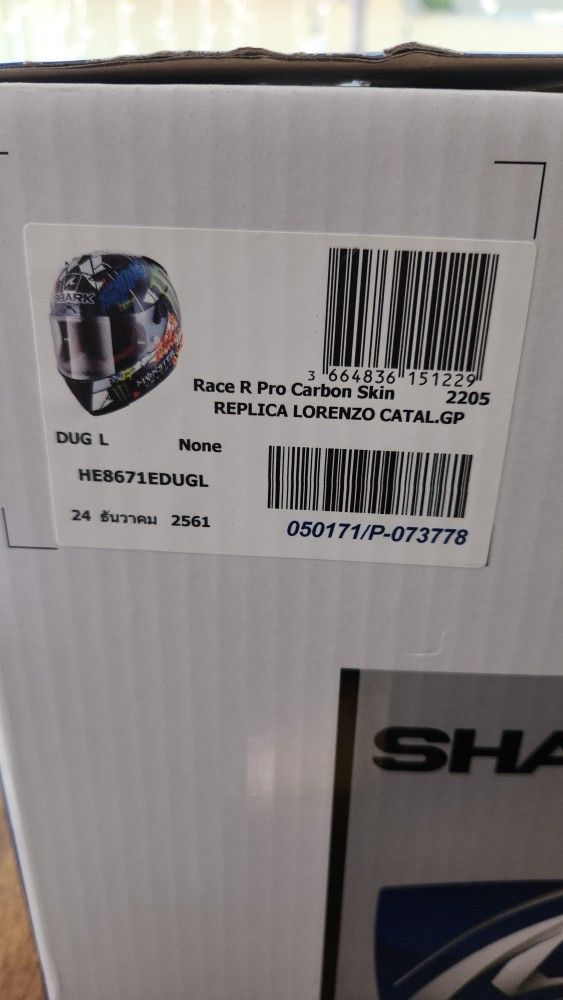 SHARK
MONSTER
3 664836 151229
Race R Pro Carbon Skin 2205
REPLICA LORENZO CATAL.GP
DUG L None
HE8671EDUGL
24 ธันวาคม 2561
050171/P-073778
SHA